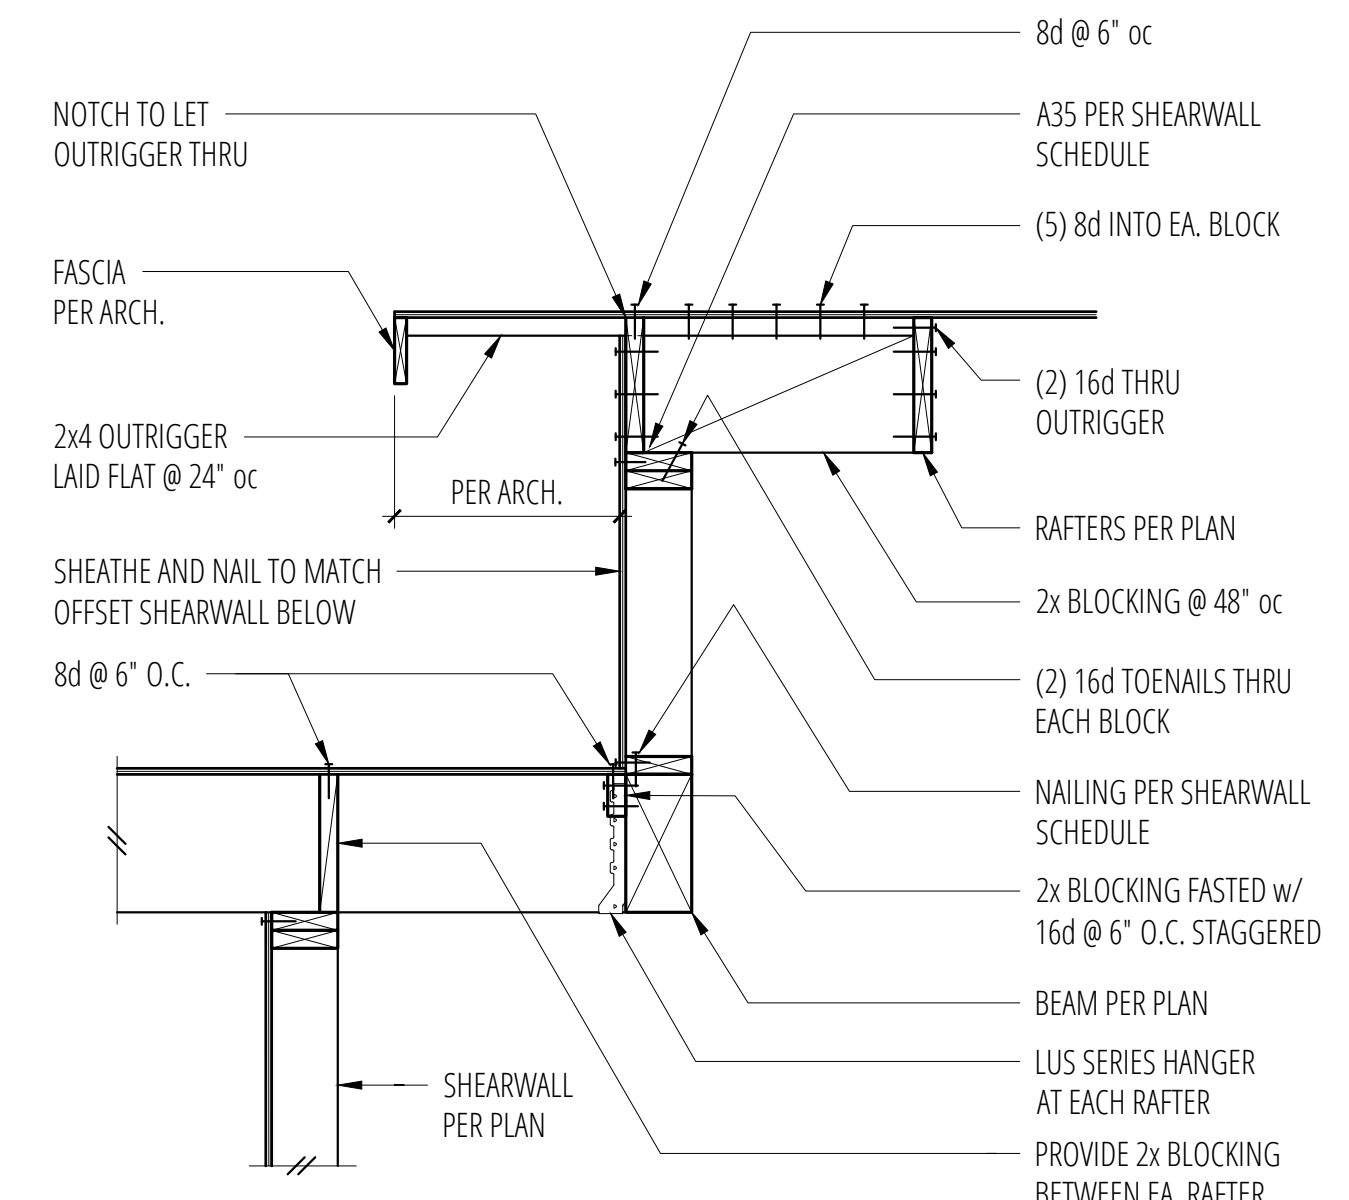 8d @ 6" oc
NOTCH TO LET
OUTRIGGER THRU
A35 PER SHEARWALL
SCHEDULE
(5) 8d INTO EA. BLOCK
FASCIA
PER ARCH.
(2) 16d THRU
OUTRIGGER
2x4 OUTRIGGER
LAID FLAT @ 24" oc
PER ARCH.
RAFTERS PER PLAN
SHEATHE AND NAIL TO MATCH
OFFSET SHEARWALL BELOW
2x BLOCKING @ 48" oc
8d @ 6" O.C.
(2) 16d TOENAILS THRU
EACH BLOCK
NAILING PER SHEARWALL
SCHEDULE
2x BLOCKING FASTED w/
16d @ 6" O.C. STAGGERED
BEAM PER PLAN
LUS SERIES HANGER
AT EACH RAFTER
SHEARWALL
PER PLAN
PROVIDE 2x BLOCKING
BETWEEN EA. RAFTER